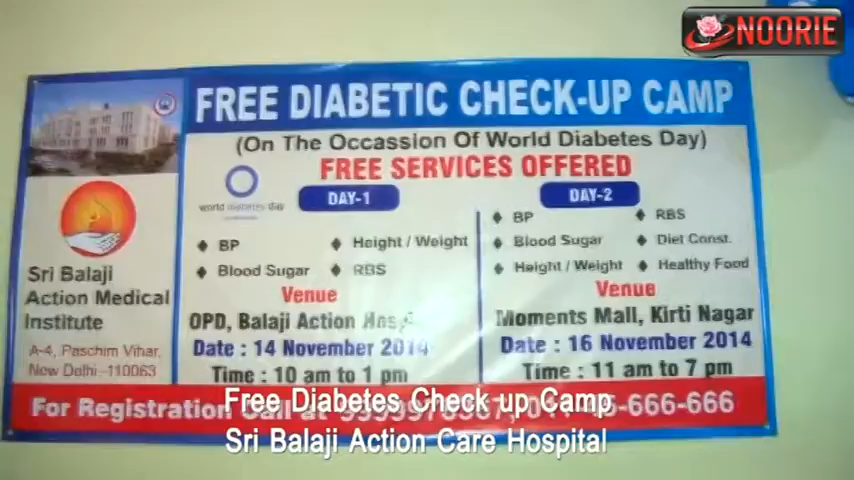 NOORIE
FREE DIABETIC CHECK-UP CAMP
(On The Occassion Of World Diabetes Day)
FREE SERVICES OFFERED
world diabetes day
DAY-1
BP
Height / Weight
Blood Sugar
RBS
Venue
OPD, Balaji Action
Date : 14 November 2014
Time : 10 am to 1 pm
DAY-2
BP
RBS
Blood Sugar
Diet Const.
Height / Weight
Healthy Food
Venue
Moments Mall, Kirti Nagar
Date : 16 November 2014
Time : 11 am to 7 pm
Sri Balaji
Action Medical
Institute
A-4, Paschim Vihar,
New Delhi-110063
For Registration Call at
Free Diabetes Check up Camp
Sri Balaji Action Care Hospital